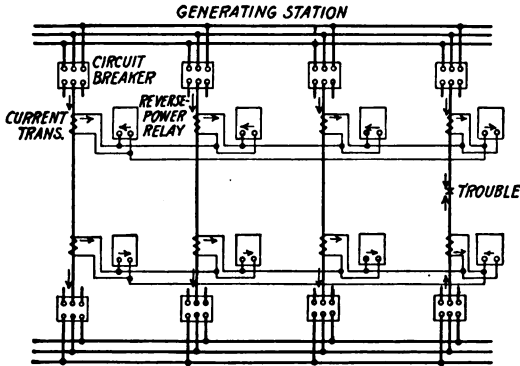 GENERATING STATION
CIRCUIT
BREAKER
CURRENT
TRANS.
REVERSE-
POWER
RELAY
TROUBLE